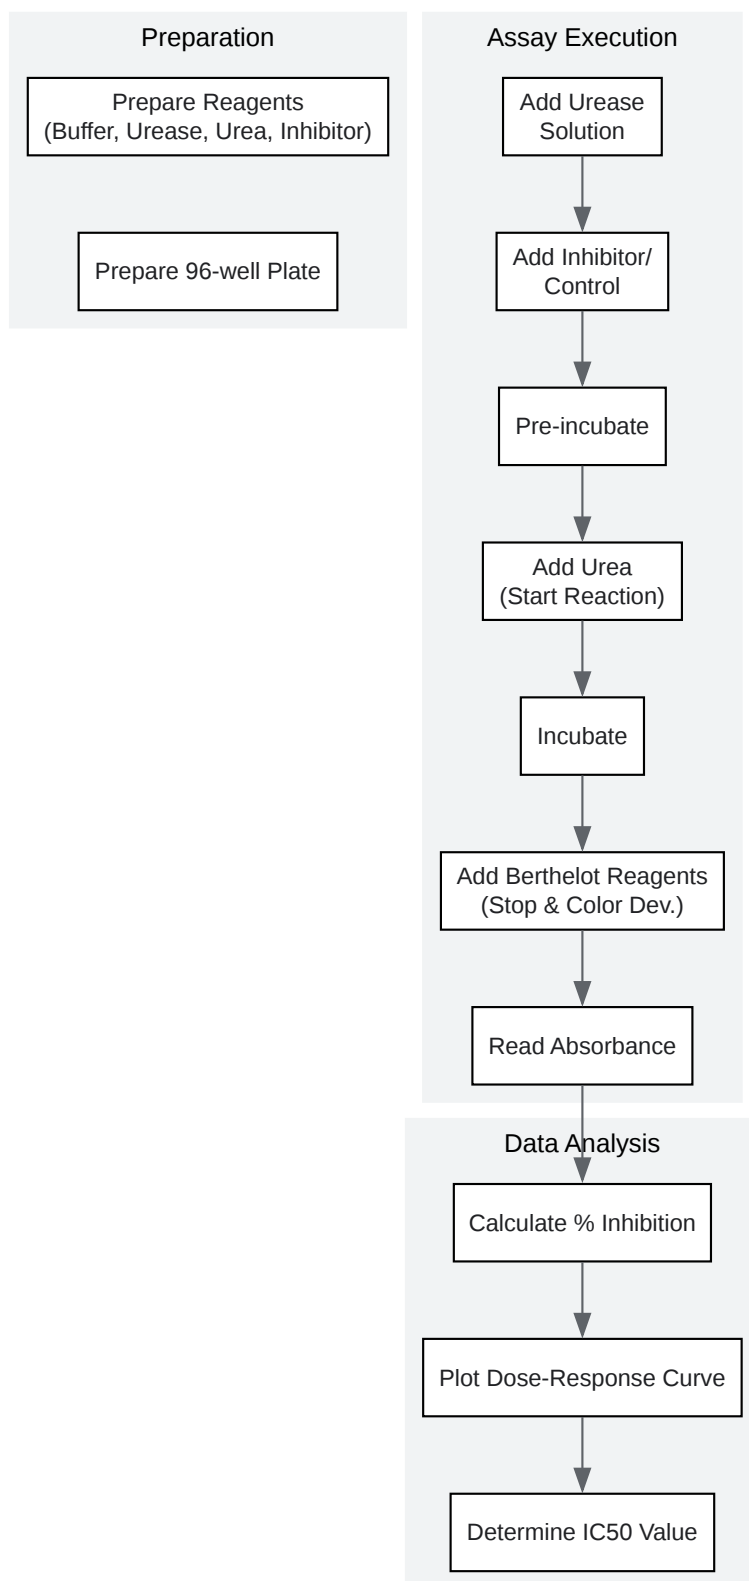 Preparation
Prepare Reagents
(Buffer, Urease, Urea, Inhibitor)
Prepare 96-well Plate
Assay Execution
Add Urease
Solution
Add Inhibitor/
Control
Pre-incubate
Add Urea
(Start Reaction)
Incubate
Add Berthelot Reagents
(Stop & Color Dev.)
Read Absorbance
Data Analysis
Calculate % Inhibition
Plot Dose-Response Curve
Determine IC50 Value